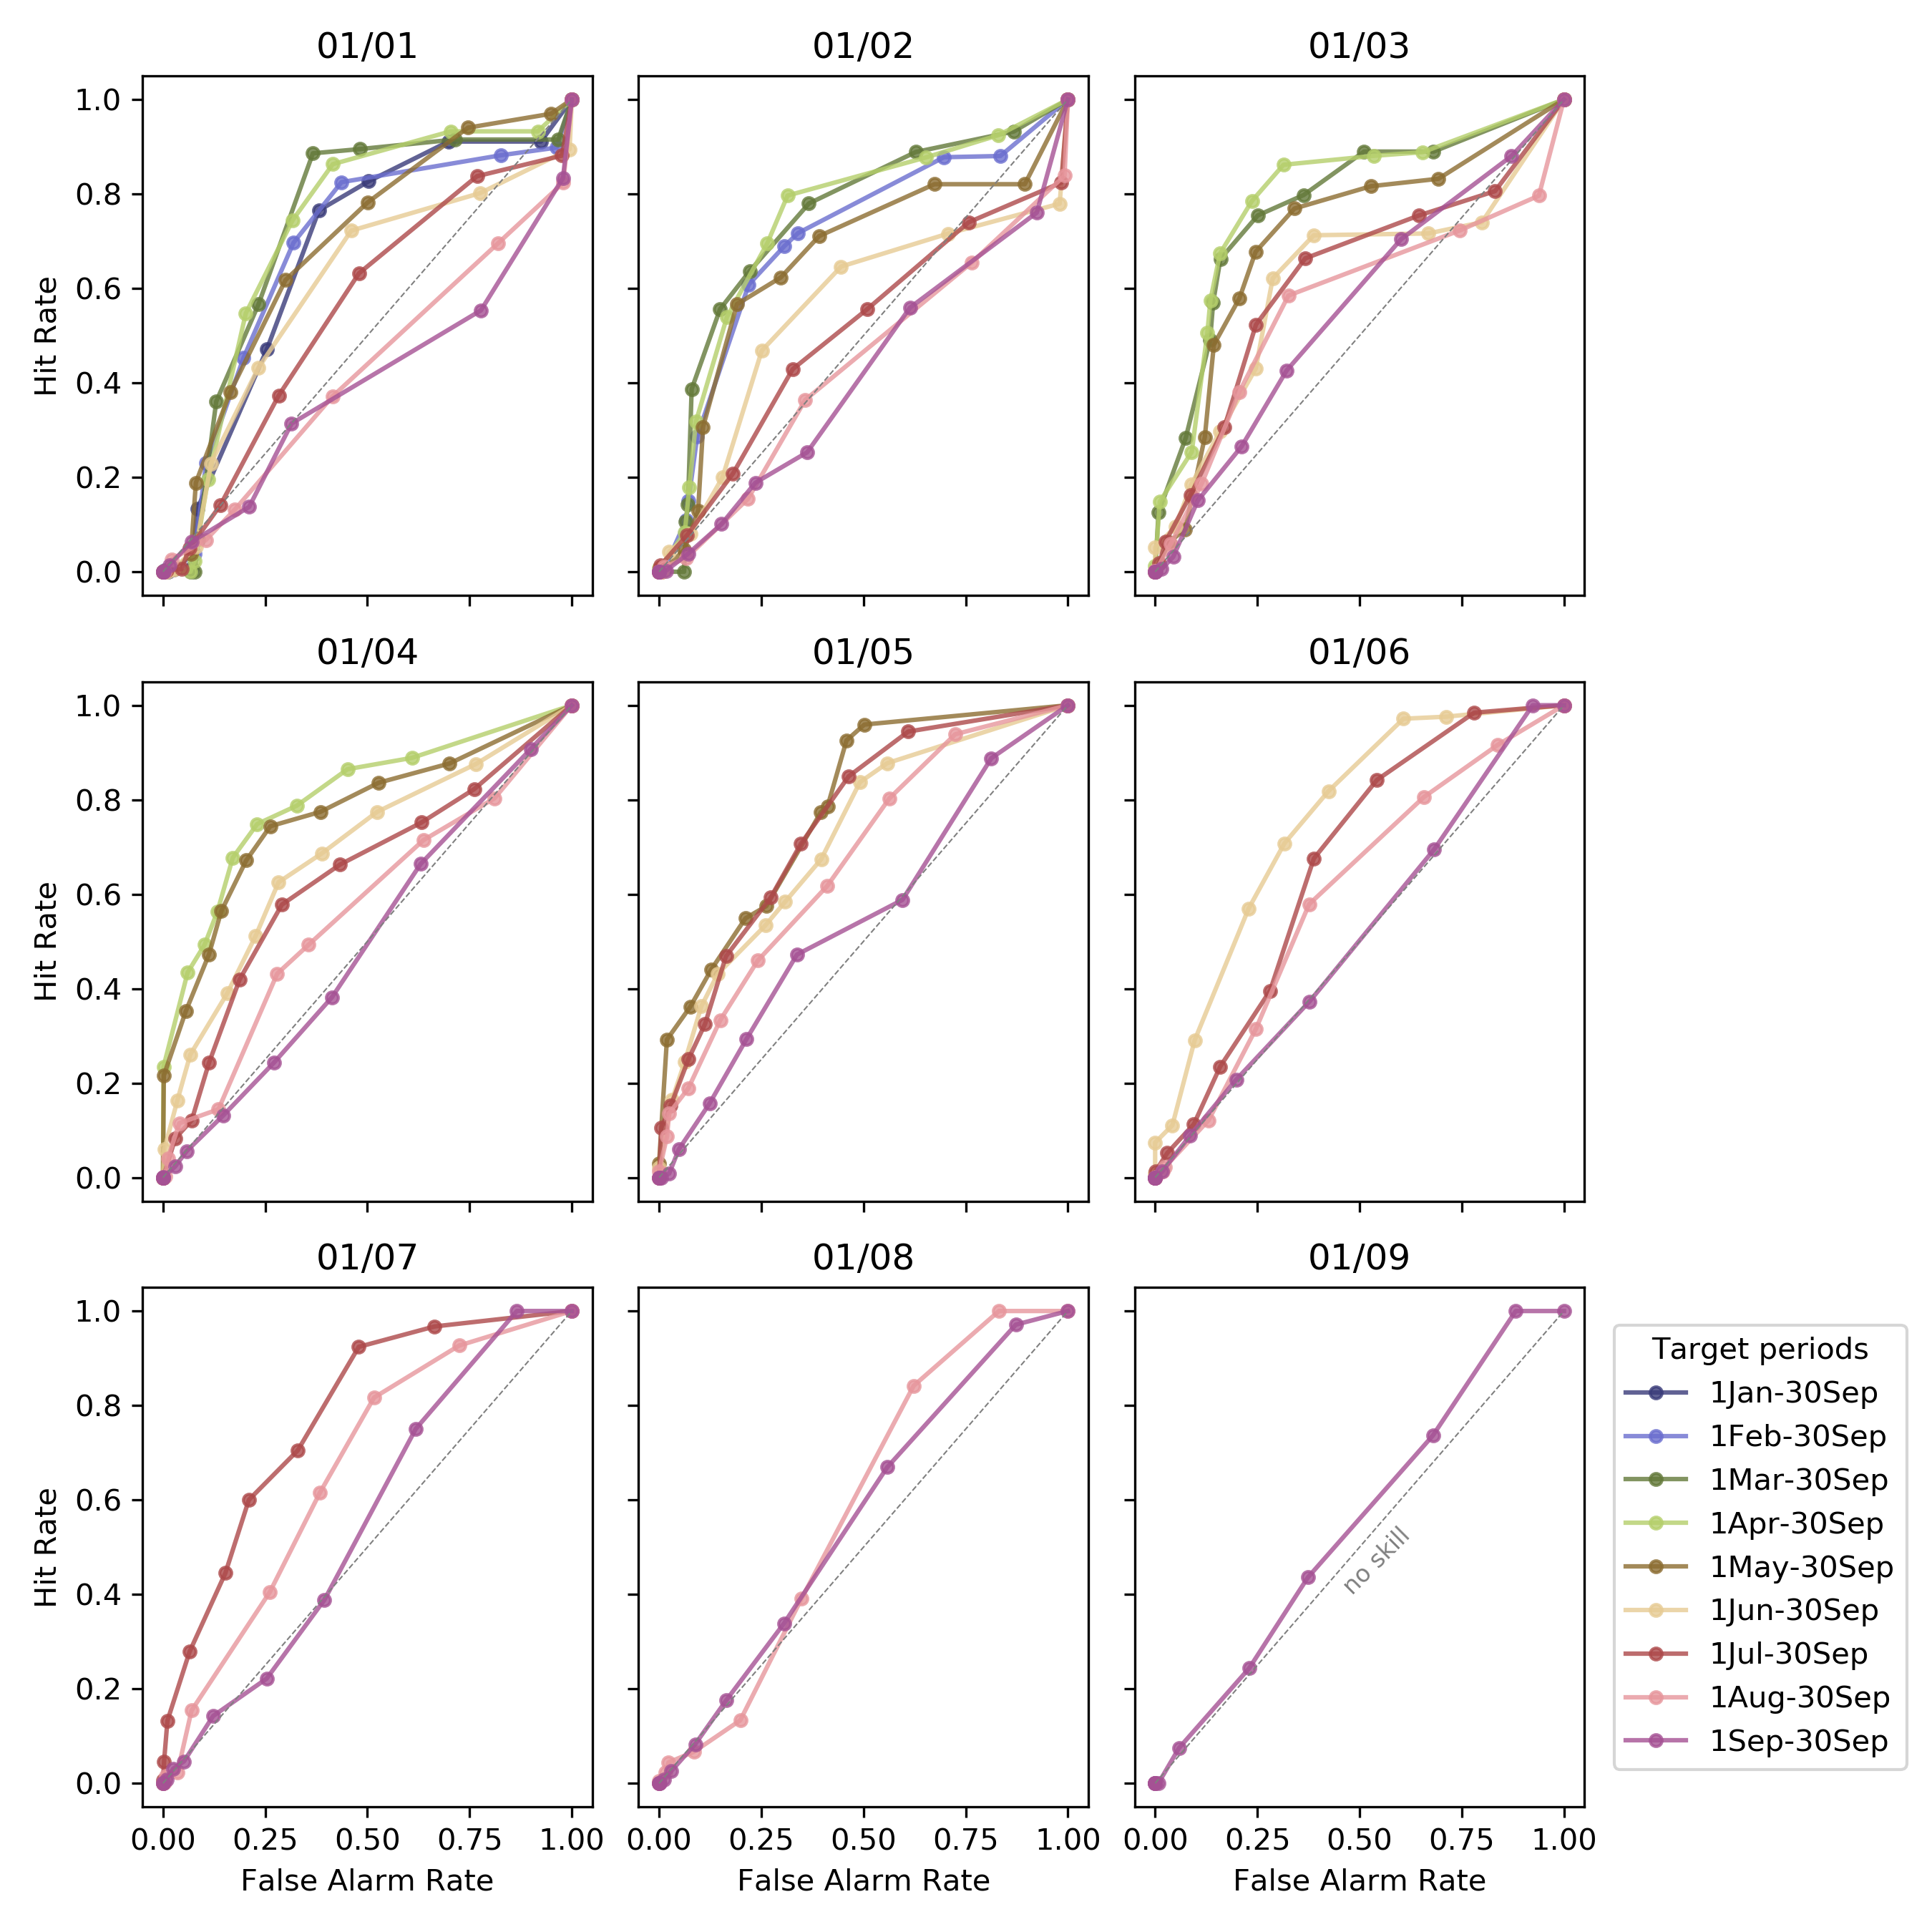 01/01
01/02
01/03
1.0
0.8
0.6
0.4
0.2
0.0
Hit Rate
01/04
01/05
01/06
1.0
0.8
0.6
0.4
0.2
0.0
Hit Rate
01/07
01/08
01/09
1.0
0.8
0.6
0.4
0.2
0.0
Hit Rate
no skill
0.00 0.25 0.50 0.75 1.00
0.00 0.25 0.50 0.75 1.00
0.00 0.25 0.50 0.75 1.00
False Alarm Rate
False Alarm Rate
False Alarm Rate
Target periods
1Jan-30Sep
1Feb-30Sep
1Mar-30Sep
1Apr-30Sep
1May-30Sep
1Jun-30Sep
1Jul-30Sep
1Aug-30Sep
1Sep-30Sep